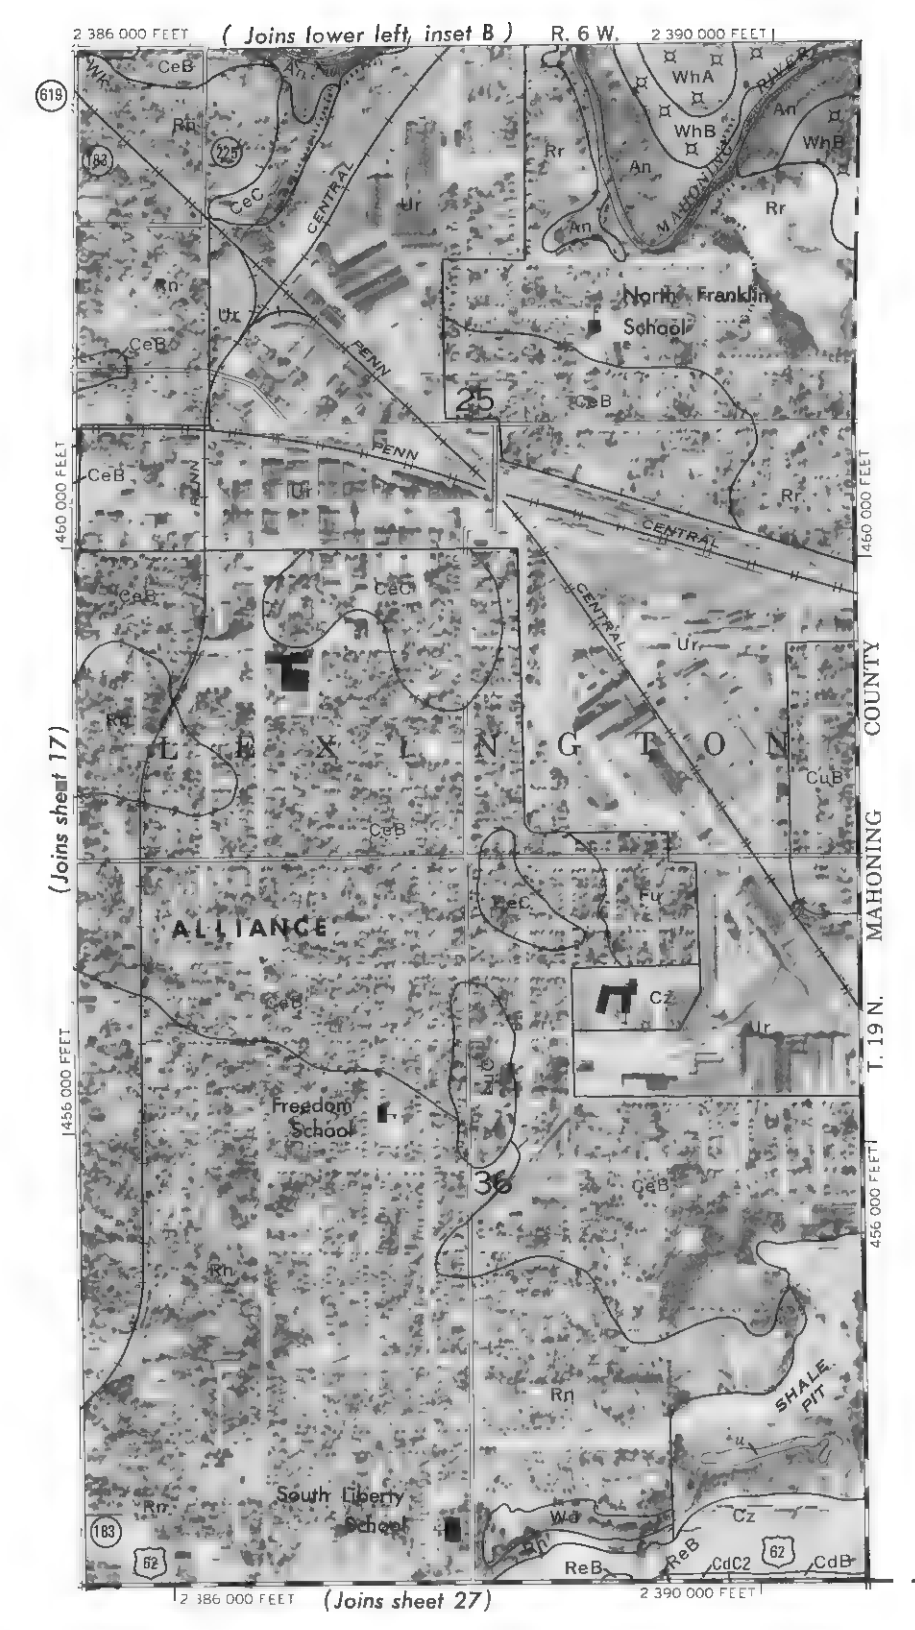 2 386 000 FEET ( Joins lower left, inset B ) R. 6 W. 2 390 000 FEET
CeB An WhA RIVER
619 An
Rn WhB WhB
183 225 Rr An
CeC CENTRAL Ur MAHONING Rr
An
Rn North Franklin
Ur School
CeB PENN
25 CeB
PENN
CeB PENN Ur Rr
460 000 FEET CENTRAL 460 000 FEET
CeB CeC CENTRAL
Ur
Rn
L E X I N G T O N
CuB
(Joins sheet 17) CeB MAHONING COUNTY
CeC Fu
ALLIANCE
CeB Cz
Ur T. 19 N.
456 000 FEET
Freedom
School
36 CeB 456 000 FEET
Rn
Rn SHALE
PIT
South Liberty
Rn School Cz
183 62 ReB ReB CdC2 62 CdB
2 386 000 FEET (Joins sheet 27) 2 390 000 FEET